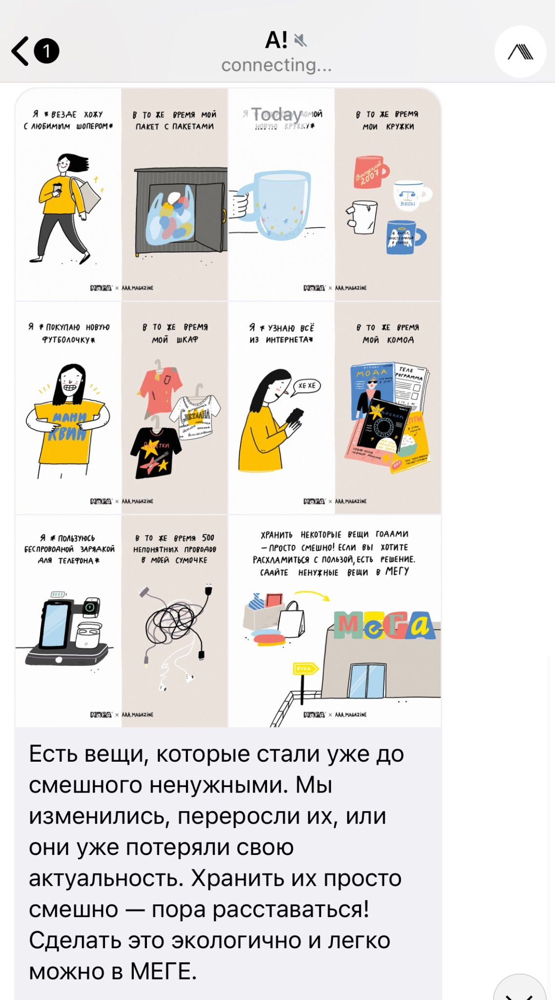 1
A!
connecting...
Today
Я * ВЕЗДЕ ХОЖУ
С ЛЮБИМЫМ ШОПЕРОМ*
В ТО ЖЕ ВРЕМЯ МОЙ
ПАКЕТ С ПАКЕТАМИ
МЕГА × AAA.MAGAZINE
Я * ДОМОЙ
НОВУЮ КРУЖКУ*
В ТО ЖЕ ВРЕМЯ
МОИ КРУЖКИ
Выпускной
2007
ВЕСЫ
Я АНГЕЛ,
ПРОСТО КРЫЛЬЯ
В СТИРКЕ
МЕГА × AAA.MAGAZINE
Я * ПОКУПАЮ НОВУЮ
ФУТБОЛОЧКУ*
МАНИ
КВИН
В ТО ЖЕ ВРЕМЯ
МОЙ ШКАФ
СВЕТЛАНА
РАКЕТКИ
МЕГА × AAA.MAGAZINE
Я * УЗНАЮ ВСЁ
ИЗ ИНТЕРНЕТА*
ХЕ ХЕ
В ТО ЖЕ ВРЕМЯ
МОЙ КОМОД
МОДА
ТЕЛЕ
ПРОГРАММА
МЕГА × AAA.MAGAZINE
Я * ПОЛЬЗУЮСЬ
БЕСПРОВОДНОЙ ЗАРЯДКОЙ
ДЛЯ ТЕЛЕФОНА*
В ТО ЖЕ ВРЕМЯ 500
НЕПОНЯТНЫХ ПРОВОДОВ
В МОЕЙ СУМОЧКЕ
МЕГА × AAA.MAGAZINE
ХРАНИТЬ НЕКОТОРЫЕ ВЕЩИ ГОДАМИ
— ПРОСТО СМЕШНО! ЕСЛИ ВЫ ХОТИТЕ
РАСХЛАМИТЬСЯ С ПОЛЬЗОЙ, ЕСТЬ РЕШЕНИЕ.
СДАЙТЕ НЕНУЖНЫЕ ВЕЩИ В МЕГУ
МЕГА
ВХОД
МЕГА × AAA.MAGAZINE
Есть вещи, которые стали уже до
смешного ненужными. Мы
изменились, переросли их, или
они уже потеряли свою
актуальность. Хранить их просто
смешно — пора расставаться!
Сделать это экологично и легко
можно в МЕГЕ.